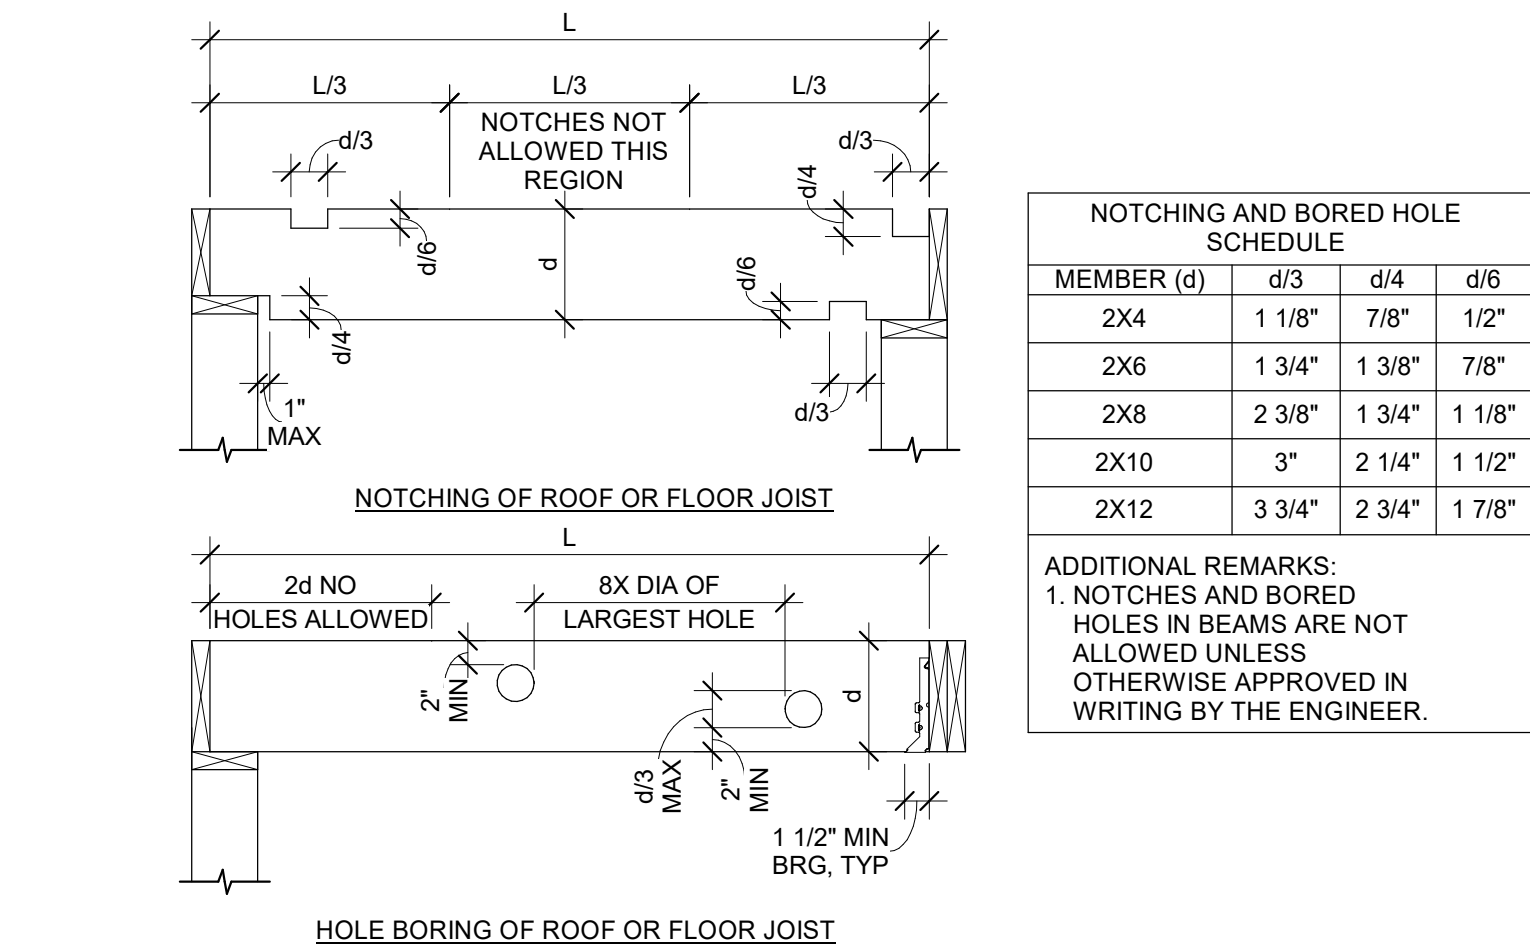 L
L/3
L/3
L/3
NOTCHES NOT
ALLOWED THIS
REGION
d/3
d/3
d/4
d/6
d
d/6
d/4
1"
MAX
d/3
NOTCHING OF ROOF OR FLOOR JOIST
L
2d NO
HOLES ALLOWED
8X DIA OF
LARGEST HOLE
2"
MIN
d/3
MAX
2"
MIN
d
1 1/2" MIN
BRG, TYP
HOLE BORING OF ROOF OR FLOOR JOIST
NOTCHING AND BORED HOLE
SCHEDULE
MEMBER (d) d/3 d/4 d/6
2X4 1 1/8" 7/8" 1/2"
2X6 1 3/4" 1 3/8" 7/8"
2X8 2 3/8" 1 3/4" 1 1/8"
2X10 3" 2 1/4" 1 1/2"
2X12 3 3/4" 2 3/4" 1 7/8"
ADDITIONAL REMARKS:
1. NOTCHES AND BORED
HOLES IN BEAMS ARE NOT
ALLOWED UNLESS
OTHERWISE APPROVED IN
WRITING BY THE ENGINEER.